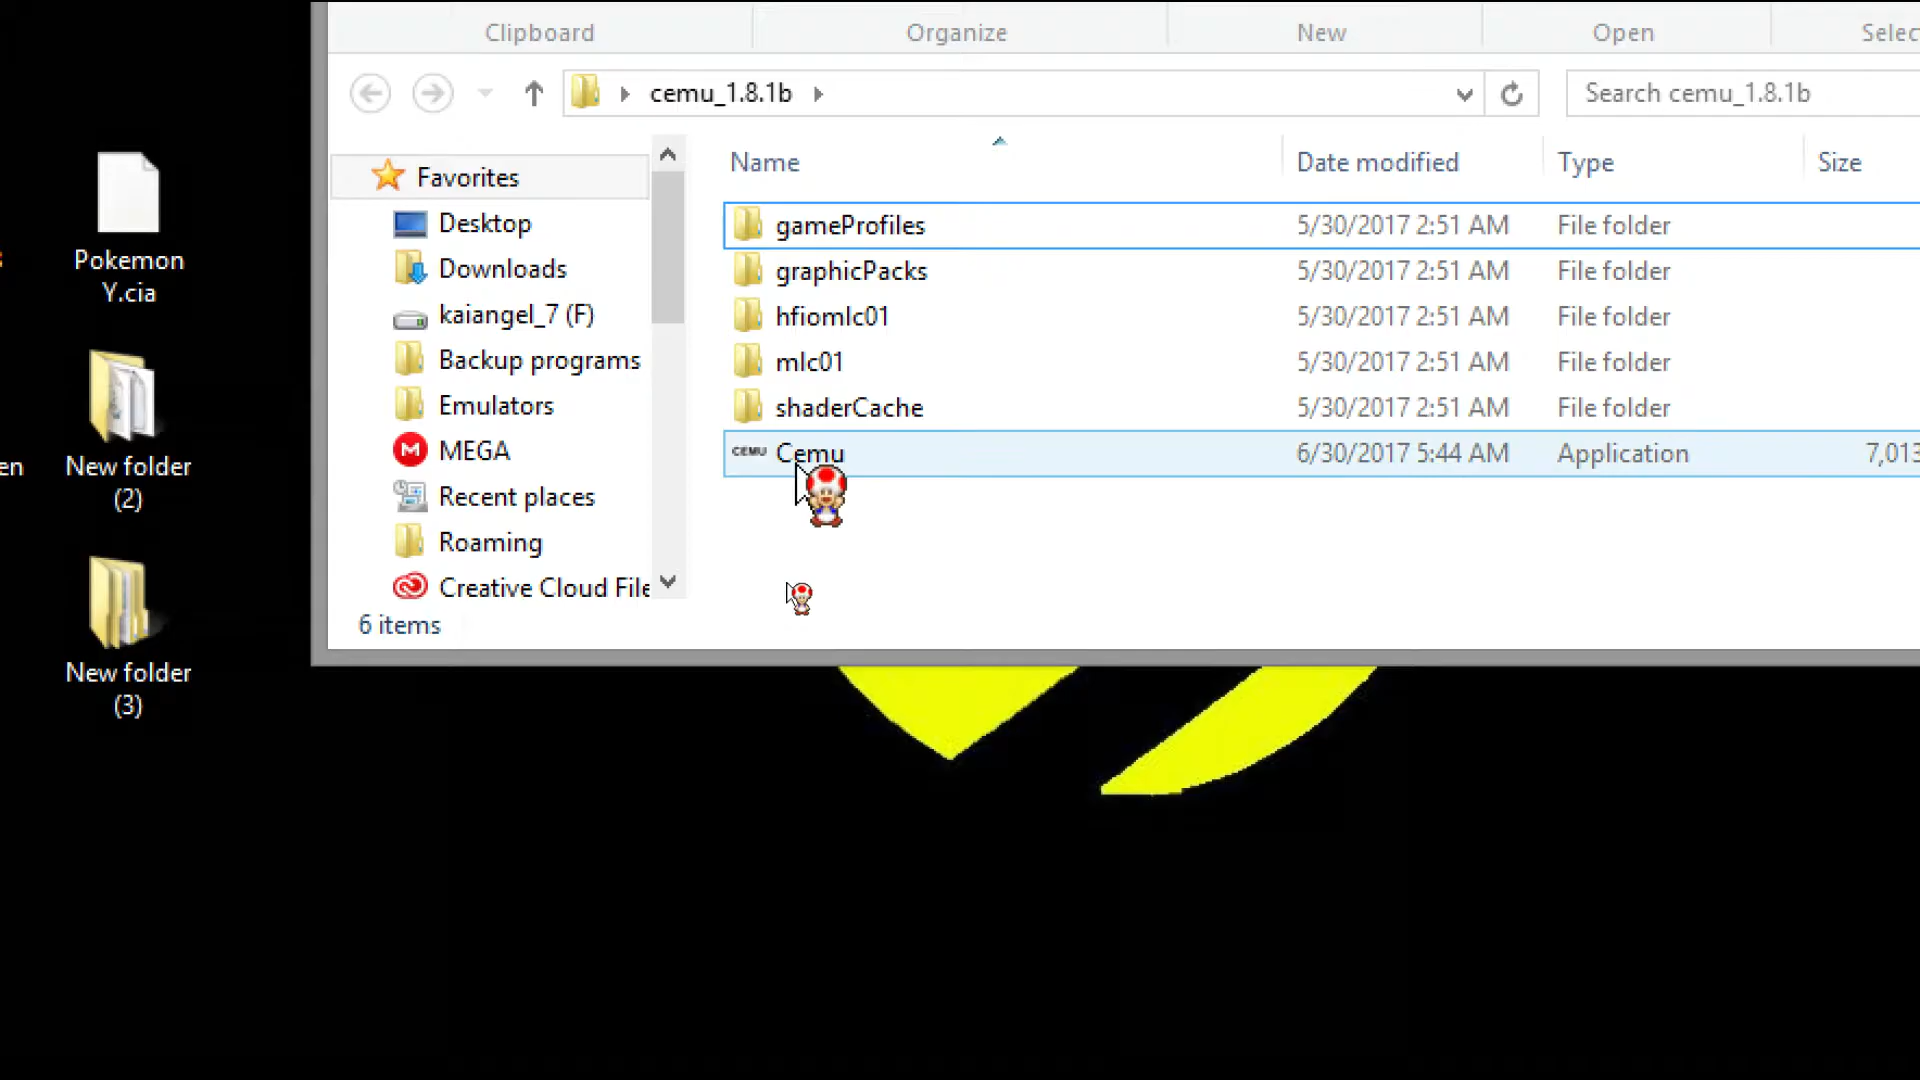 Clipboard
Organize
New
Open
Selec
cemu_1.8.1b
Search cemu_1.8.1b
Name
Date modified
Type
Size
Favorites
Desktop
Downloads
kaiangel_7 (F)
Backup programs
Emulators
MEGA
Recent places
Roaming
Creative Cloud File
gameProfiles 5/30/2017 2:51 AM File folder
graphicPacks 5/30/2017 2:51 AM File folder
hfiomlc01 5/30/2017 2:51 AM File folder
mlc01 5/30/2017 2:51 AM File folder
shaderCache 5/30/2017 2:51 AM File folder
CEMU Cemu 6/30/2017 5:44 AM Application 7,013
6 items
Pokemon
Y.cia
New folder
(2)
New folder
(3)
en